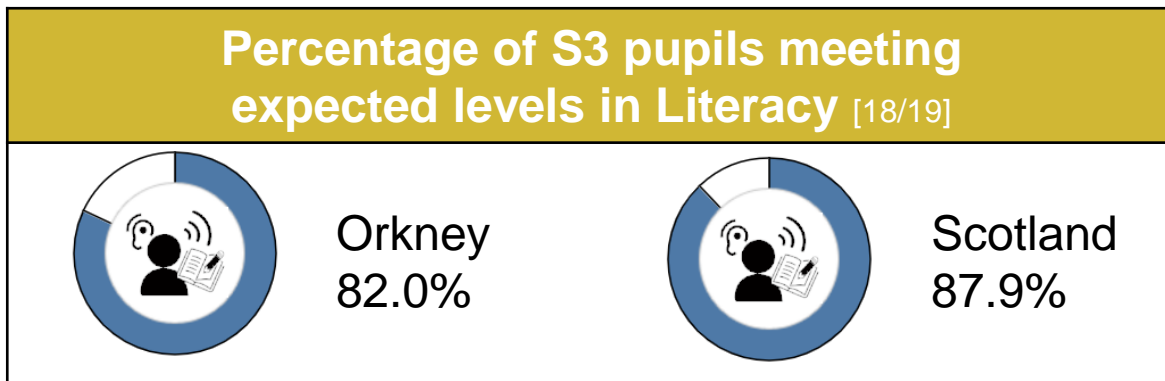 Percentage of S3 pupils meeting
expected levels in Literacy [18/19]
Orkney
82.0%
Scotland
87.9%